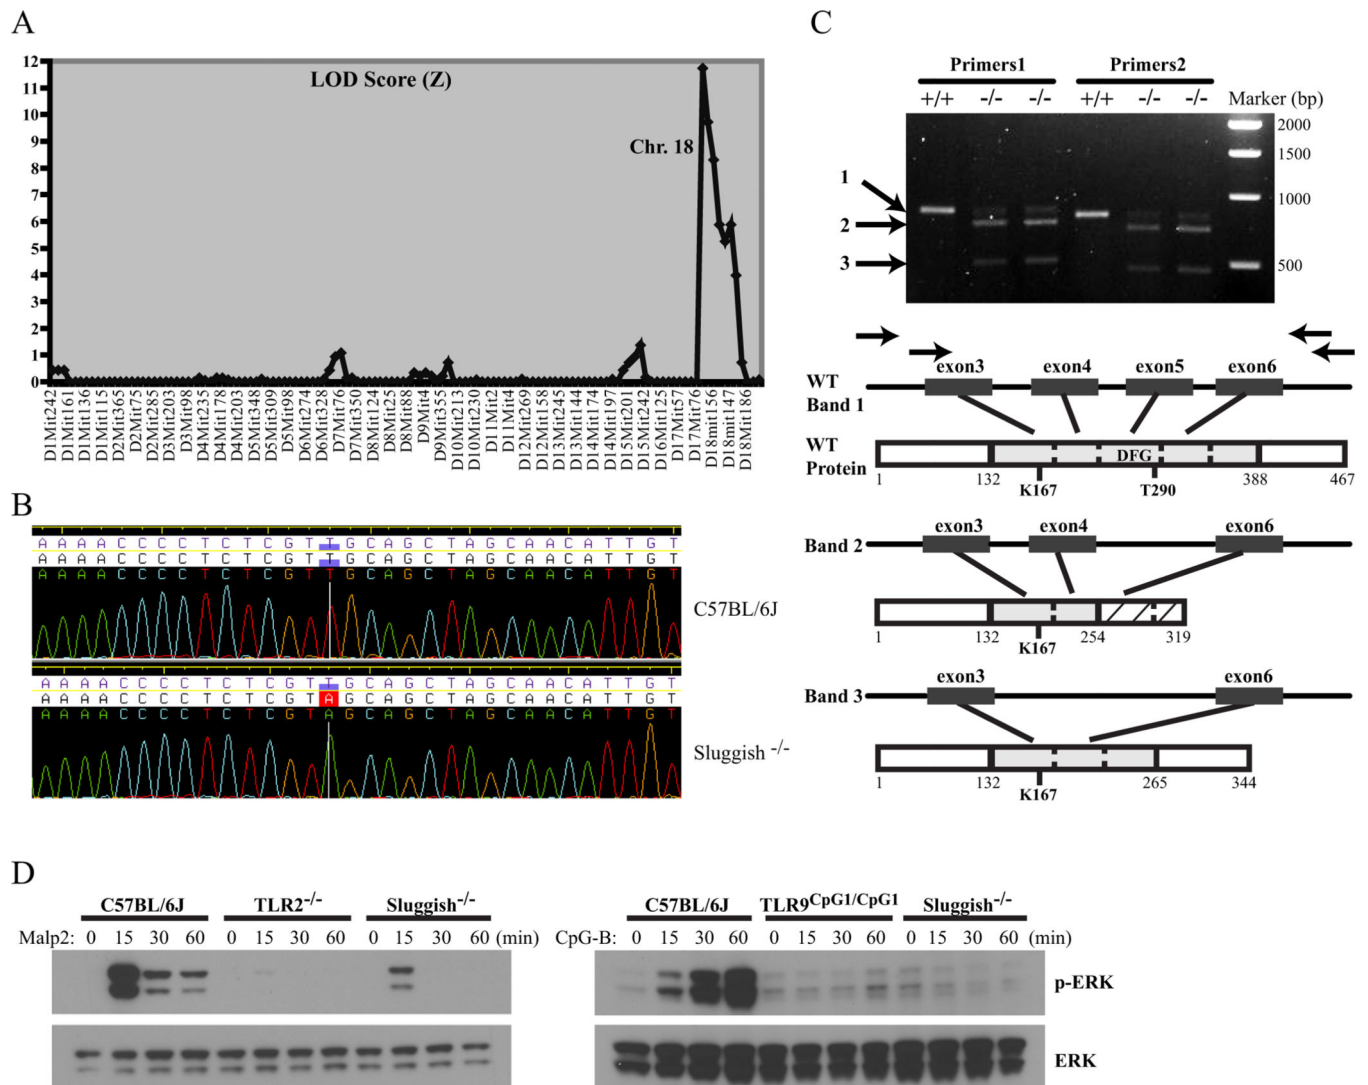 A
LOD Score (Z)
12
11
10
9
8
7
6
5
4
3
2
1
0
Chr. 18
D1Mit242
D1Mit161
D1Mit136
D1Mit115
D2Mit365
D2Mit75
D2Mit285
D3Mit203
D3Mit98
D4Mit235
D4Mit178
D4Mit203
D5Mit348
D5Mit309
D5Mit98
D6Mit274
D6Mit328
D7Mit76
D7Mit350
D8Mit124
D8Mit25
D8Mit88
D9Mit4
D9Mit355
D10Mit213
D10Mit230
D11Mit2
D11Mit4
D12Mit269
D12Mit158
D13Mit245
D13Mit144
D14Mit174
D14Mit197
D15Mit201
D15Mit242
D16Mit125
D17Mit57
D17Mit76
D18mit156
D18mit147
D18Mit186
B
A A A A C C C C T C T C G T T G C A G C T A G C A A C A T T G T
A A A A C C C C T C T C G T T G C A G C T A G C A A C A T T G T
A A A A C C C C T C T C G T T G C A G C T A G C A A C A T T G T
C57BL/6J
A A A A C C C C T C T C G T T G C A G C T A G C A A C A T T G T
A A A A C C C C T C T C G T A G C A G C T A G C A A C A T T G T
A A A A C C C C T C T C G T A G C A G C T A G C A A C A T T G T
Sluggish -/-
C
Primers1 Primers2
+/+ -/- -/- +/+ -/- -/- Marker (bp)
2000
1500
1000
500
1
2
3
exon3 exon4 exon5 exon6
WT
Band 1
WT
Protein
DFG
1 132 388 467
K167 T290
exon3 exon4 exon6
Band 2
1 132 254 319
K167
exon3 exon6
Band 3
1 132 265 344
K167
D
C57BL/6J TLR2-/- Sluggish-/-
Malp2: 0 15 30 60 0 15 30 60 0 15 30 60 (min)
C57BL/6J TLR9CpG1/CpG1 Sluggish-/-
CpG-B: 0 15 30 60 0 15 30 60 0 15 30 60 (min)
p-ERK
ERK